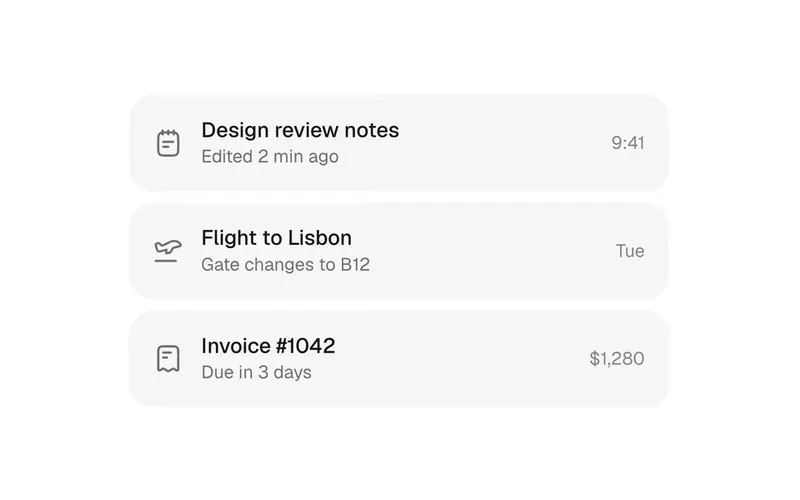 Design review notes
Edited 2 min ago
9:41
Flight to Lisbon
Gate changes to B12
Tue
Invoice #1042
Due in 3 days
$1,280